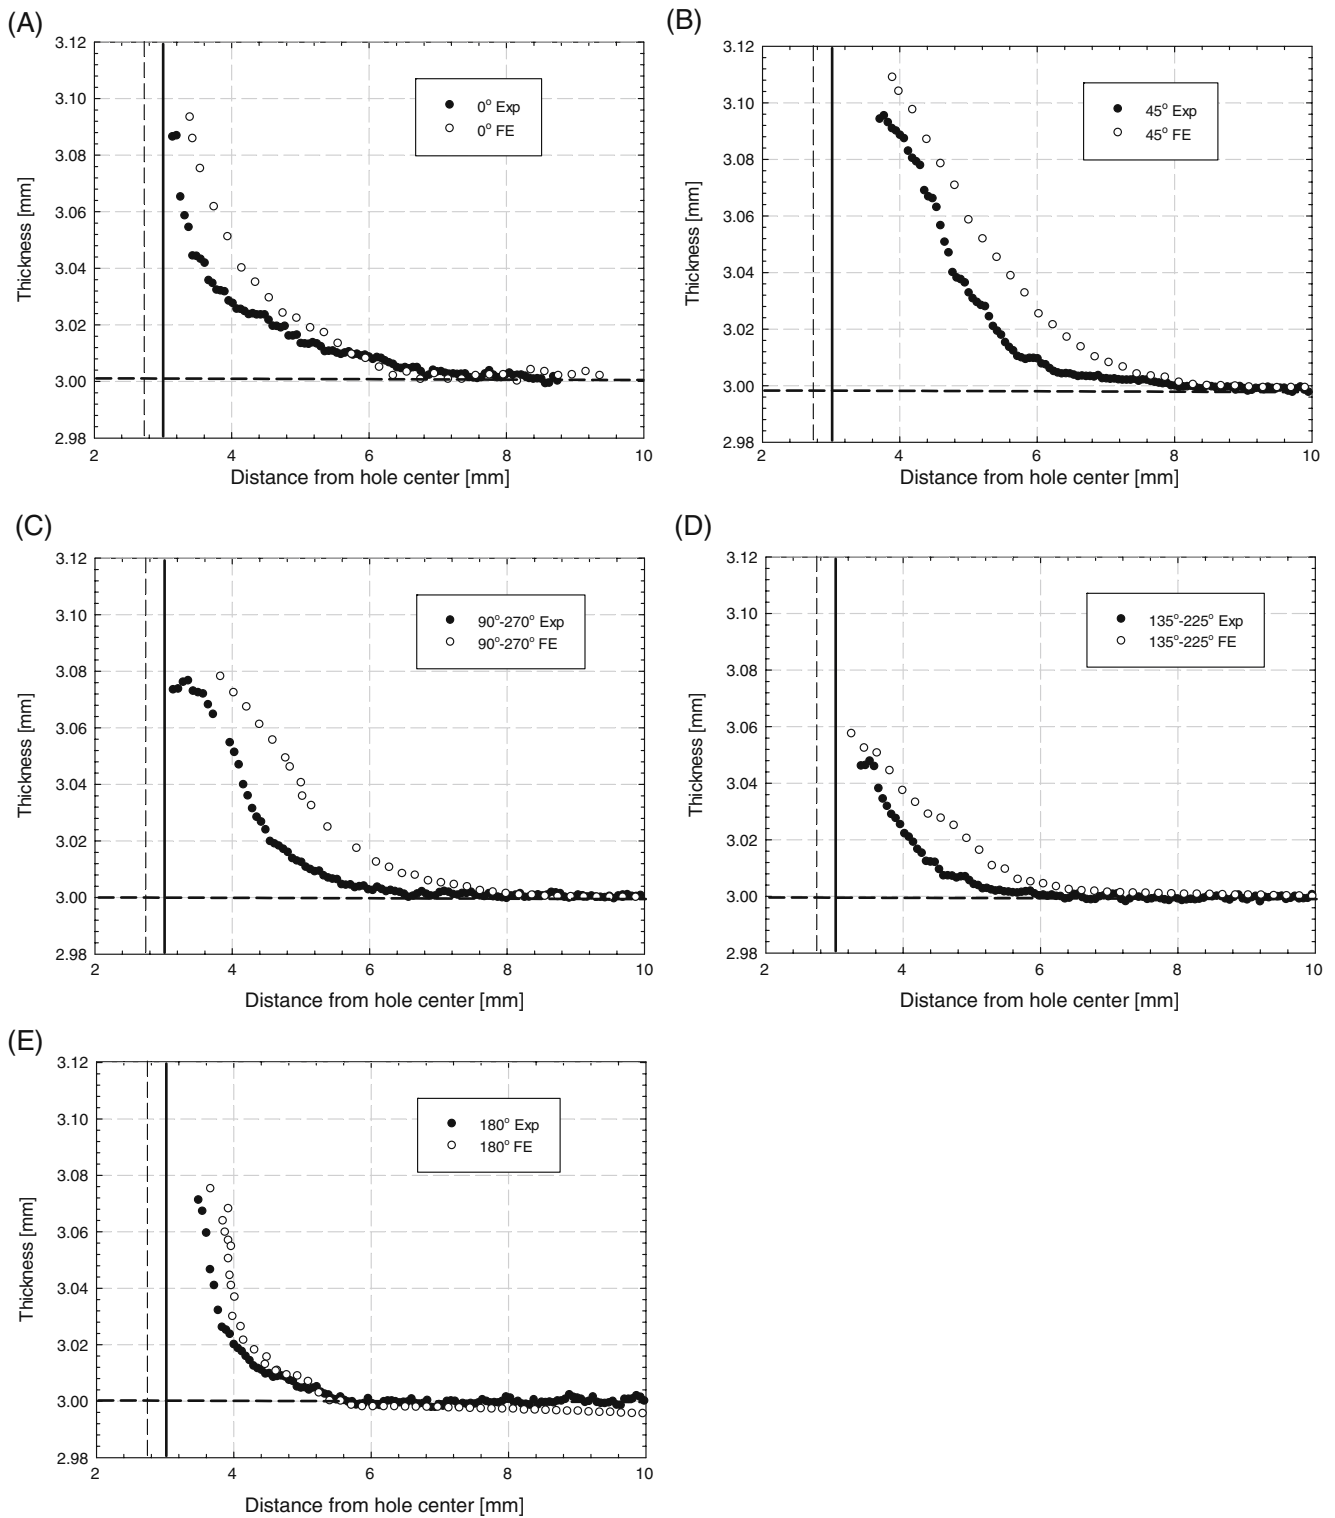 (A)
3.12
3.10
3.08
3.06
3.04
3.02
3.00
2.98
Thickness [mm]
0° Exp
0° FE
2 4 6 8 10
Distance from hole center [mm]
(B)
3.12
3.10
3.08
3.06
3.04
3.02
3.00
2.98
Thickness [mm]
45° Exp
45° FE
2 4 6 8 10
Distance from hole center [mm]
(C)
3.12
3.10
3.08
3.06
3.04
3.02
3.00
2.98
Thickness [mm]
90°-270° Exp
90°-270° FE
2 4 6 8 10
Distance from hole center [mm]
(D)
3.12
3.10
3.08
3.06
3.04
3.02
3.00
2.98
Thickness [mm]
135°-225° Exp
135°-225° FE
2 4 6 8 10
Distance from hole center [mm]
(E)
3.12
3.10
3.08
3.06
3.04
3.02
3.00
2.98
Thickness [mm]
180° Exp
180° FE
2 4 6 8 10
Distance from hole center [mm]